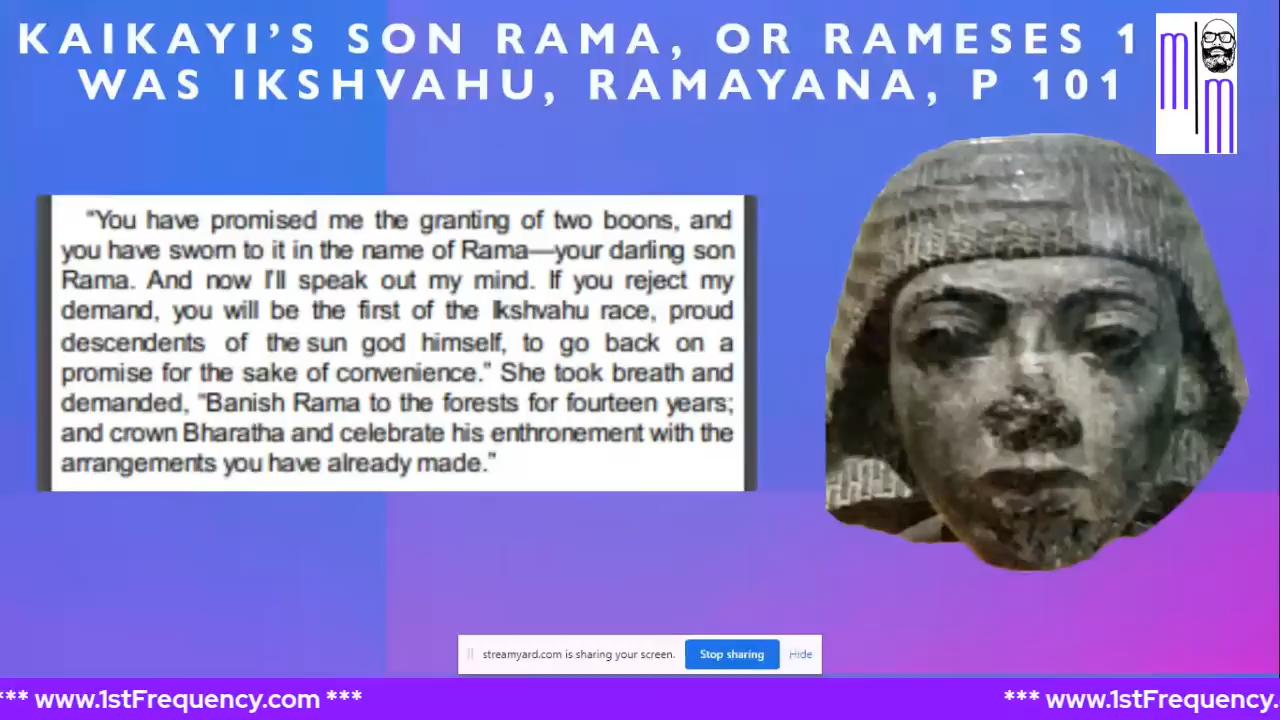 KAIKAYI'S SON RAMA, OR RAMESES 1
WAS IKSHVAHU, RAMAYANA, P 101
mm
"You have promised me the granting of two boons, and
you have sworn to it in the name of Rama—your darling son
Rama. And now I'll speak out my mind. If you reject my
demand, you will be the first of the Ikshvahu race, proud
descendents of the sun god himself, to go back on a
promise for the sake of convenience." She took breath and
demanded, "Banish Rama to the forests for fourteen years;
and crown Bharatha and celebrate his enthronement with the
arrangements you have already made."
streamyard.com is sharing your screen. Stop sharing Hide
*** www.1stFrequency.com *** *** www.1stFrequency.